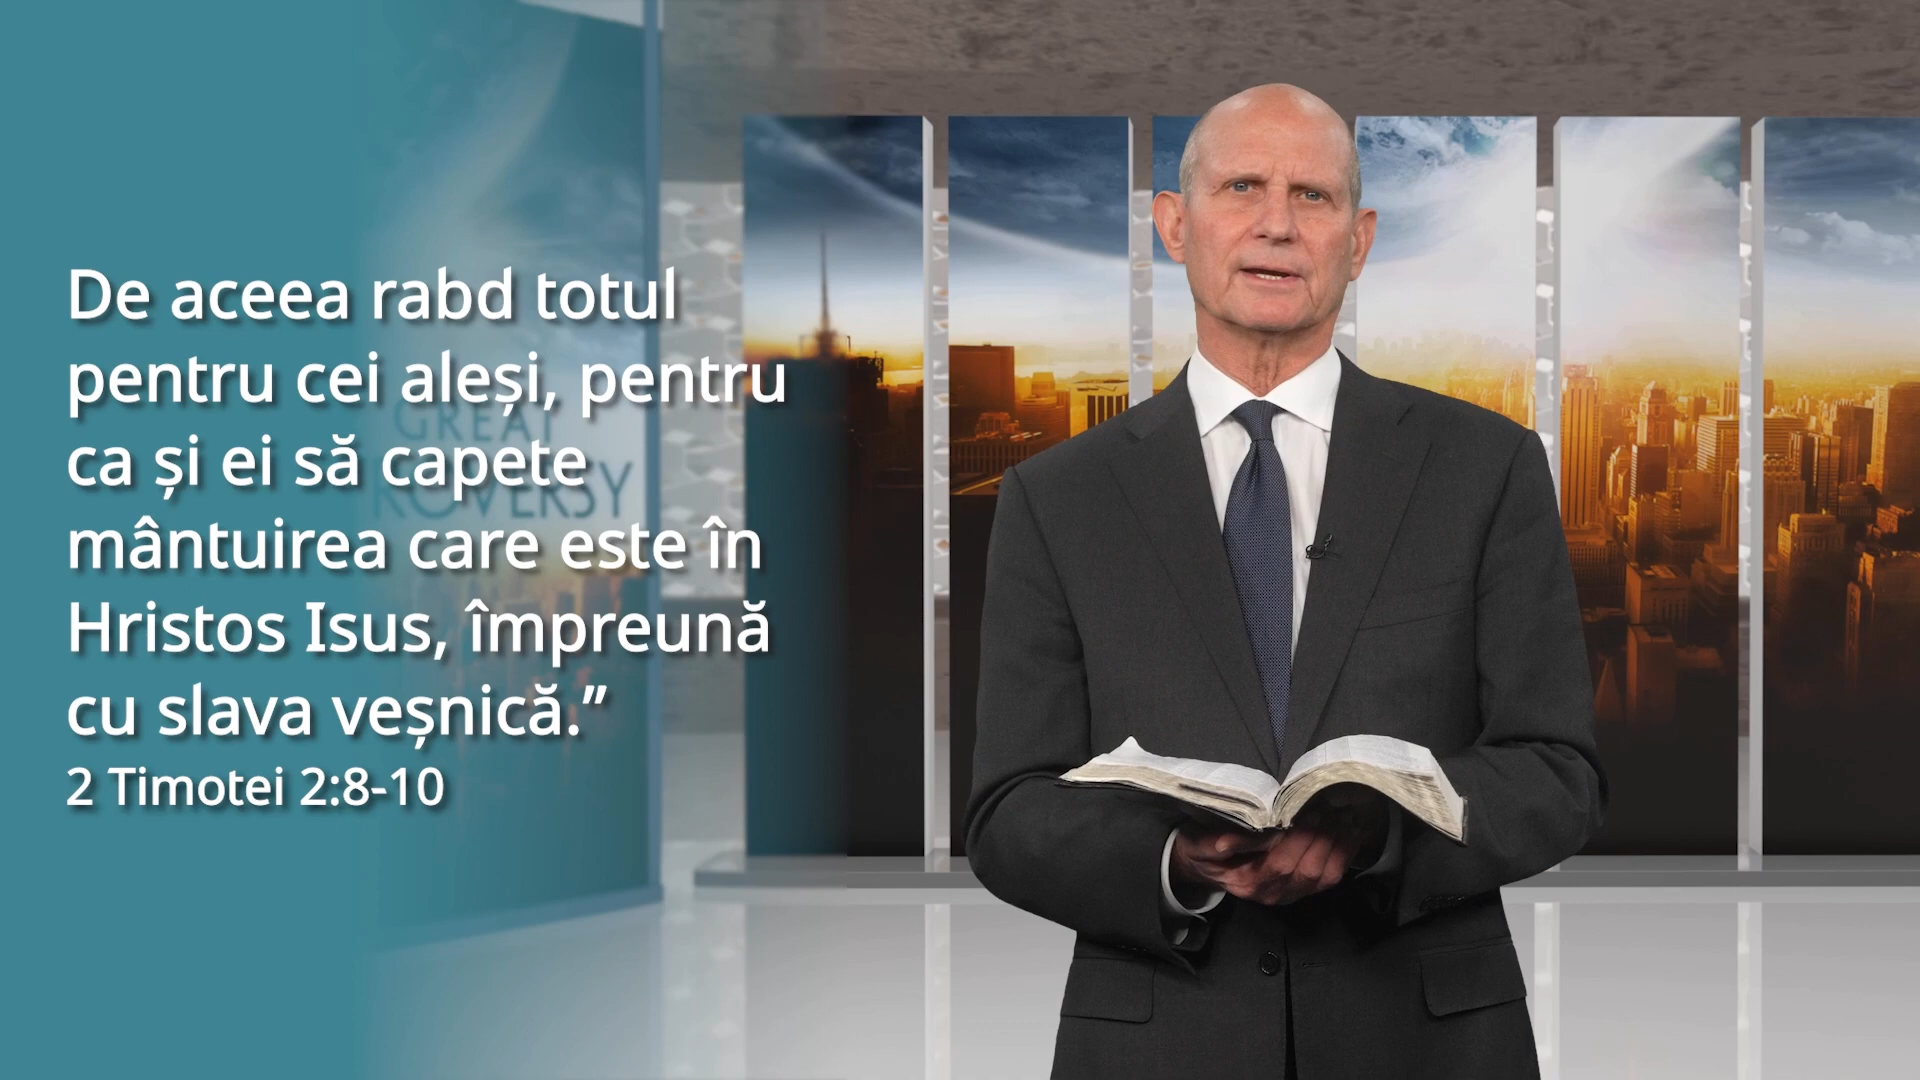 De aceea rabd totul
pentru cei aleși, pentru
ca și ei să capete
mântuirea care este în
Hristos Isus, împreună
cu slava veșnică.”
2 Timotei 2:8-10
GREAT